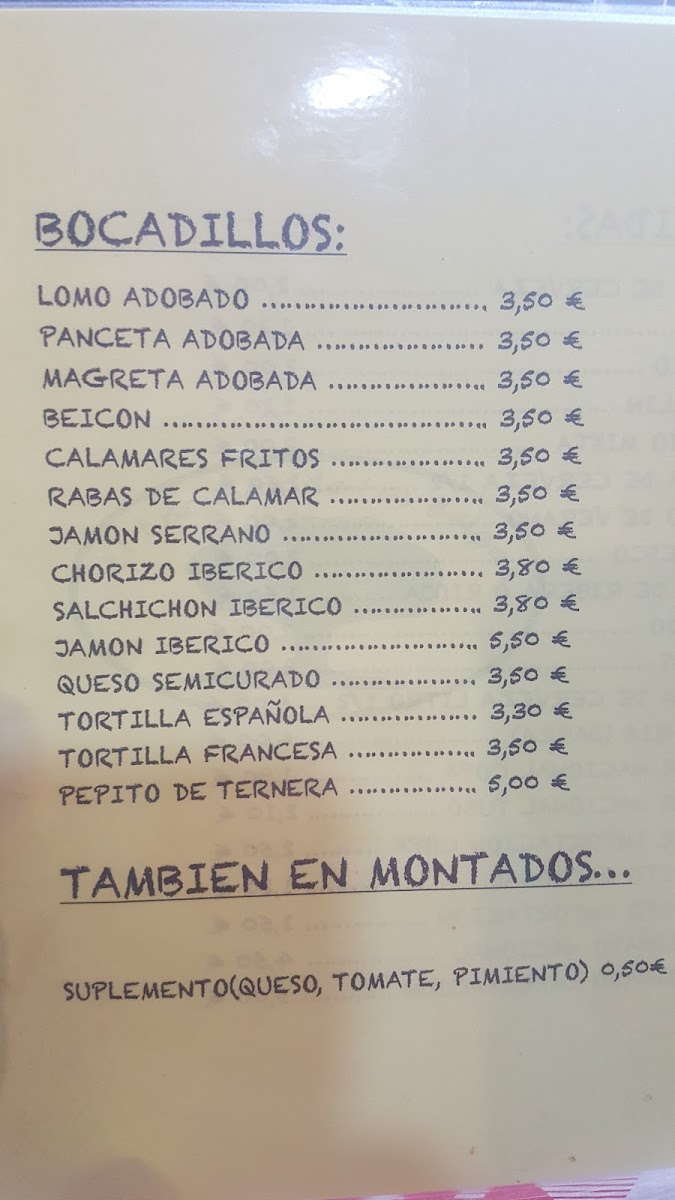 BOCADILLOS:
LOMO ADOBADO ................................ 3,50 €
PANCETA ADOBADA ........................ 3,50 €
MAGRETA ADOBADA ...................... 3,50 €
BEICON .............................................. 3,50 €
CALAMARES FRITOS ...................... 3,50 €
RABAS DE CALAMAR ...................... 3,50 €
JAMON SERRANO ............................ 3,50 €
CHORIZO IBERICO ........................ 3,80 €
SALCHICHON IBERICO .................. 3,80 €
JAMON IBERICO ............................ 5,50 €
QUESO SEMICURADO .................... 3,50 €
TORTILLA ESPAÑOLA .................... 3,30 €
TORTILLA FRANCESA .................. 3,50 €
PEPITO DE TERNERA .................. 5,00 €
TAMBIEN EN MONTADOS...
SUPLEMENTO(QUESO, TOMATE, PIMIENTO) 0,50€